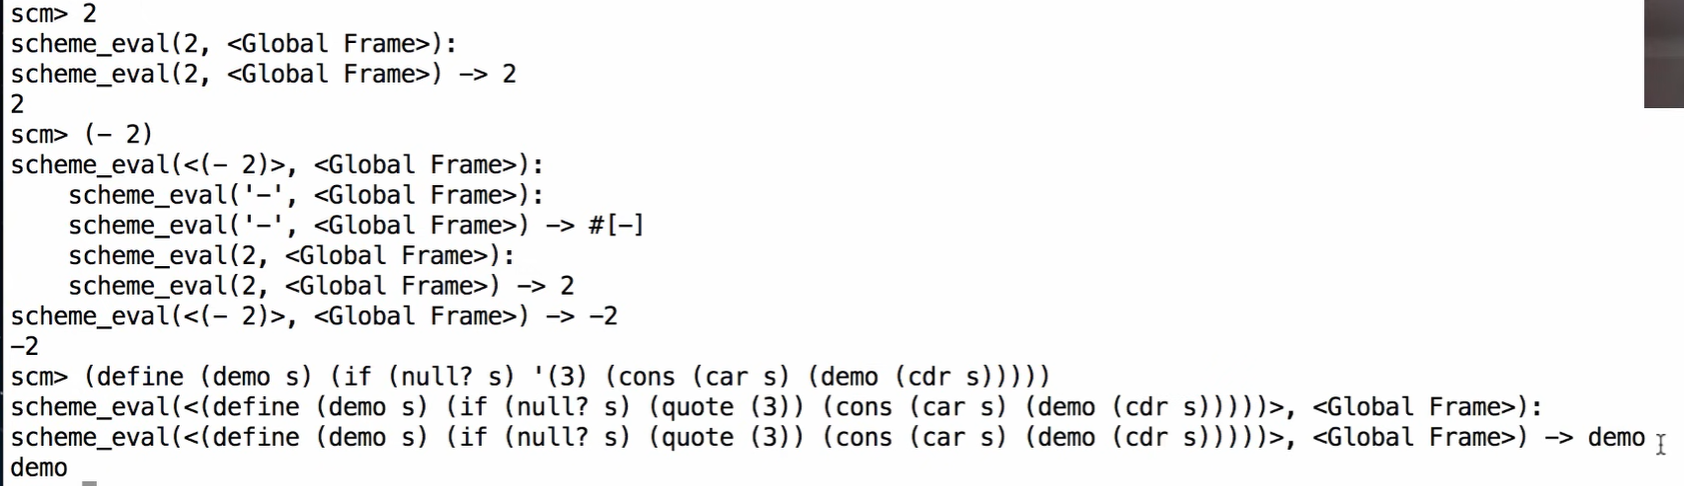 scm> 2
scheme_eval(2, <Global Frame>):
scheme_eval(2, <Global Frame>) -> 2
2
scm> (- 2)
scheme_eval(<(- 2)>, <Global Frame>):
    scheme_eval('-', <Global Frame>):
    scheme_eval('-', <Global Frame>) -> #[-]
    scheme_eval(2, <Global Frame>):
    scheme_eval(2, <Global Frame>) -> 2
scheme_eval(<(- 2)>, <Global Frame>) -> -2
-2
scm> (define (demo s) (if (null? s) '(3) (cons (car s) (demo (cdr s)))))
scheme_eval(<(define (demo s) (if (null? s) (quote (3)) (cons (car s) (demo (cdr s)))))>, <Global Frame>):
scheme_eval(<(define (demo s) (if (null? s) (quote (3)) (cons (car s) (demo (cdr s)))))>, <Global Frame>) -> demo
demo